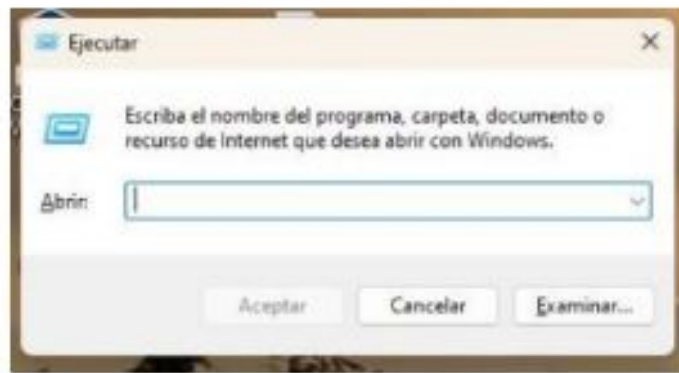 Ejecutar
Escriba el nombre del programa, carpeta, documento o
recurso de Internet que desea abrir con Windows.
Abrir:
Aceptar
Cancelar
Examinar...